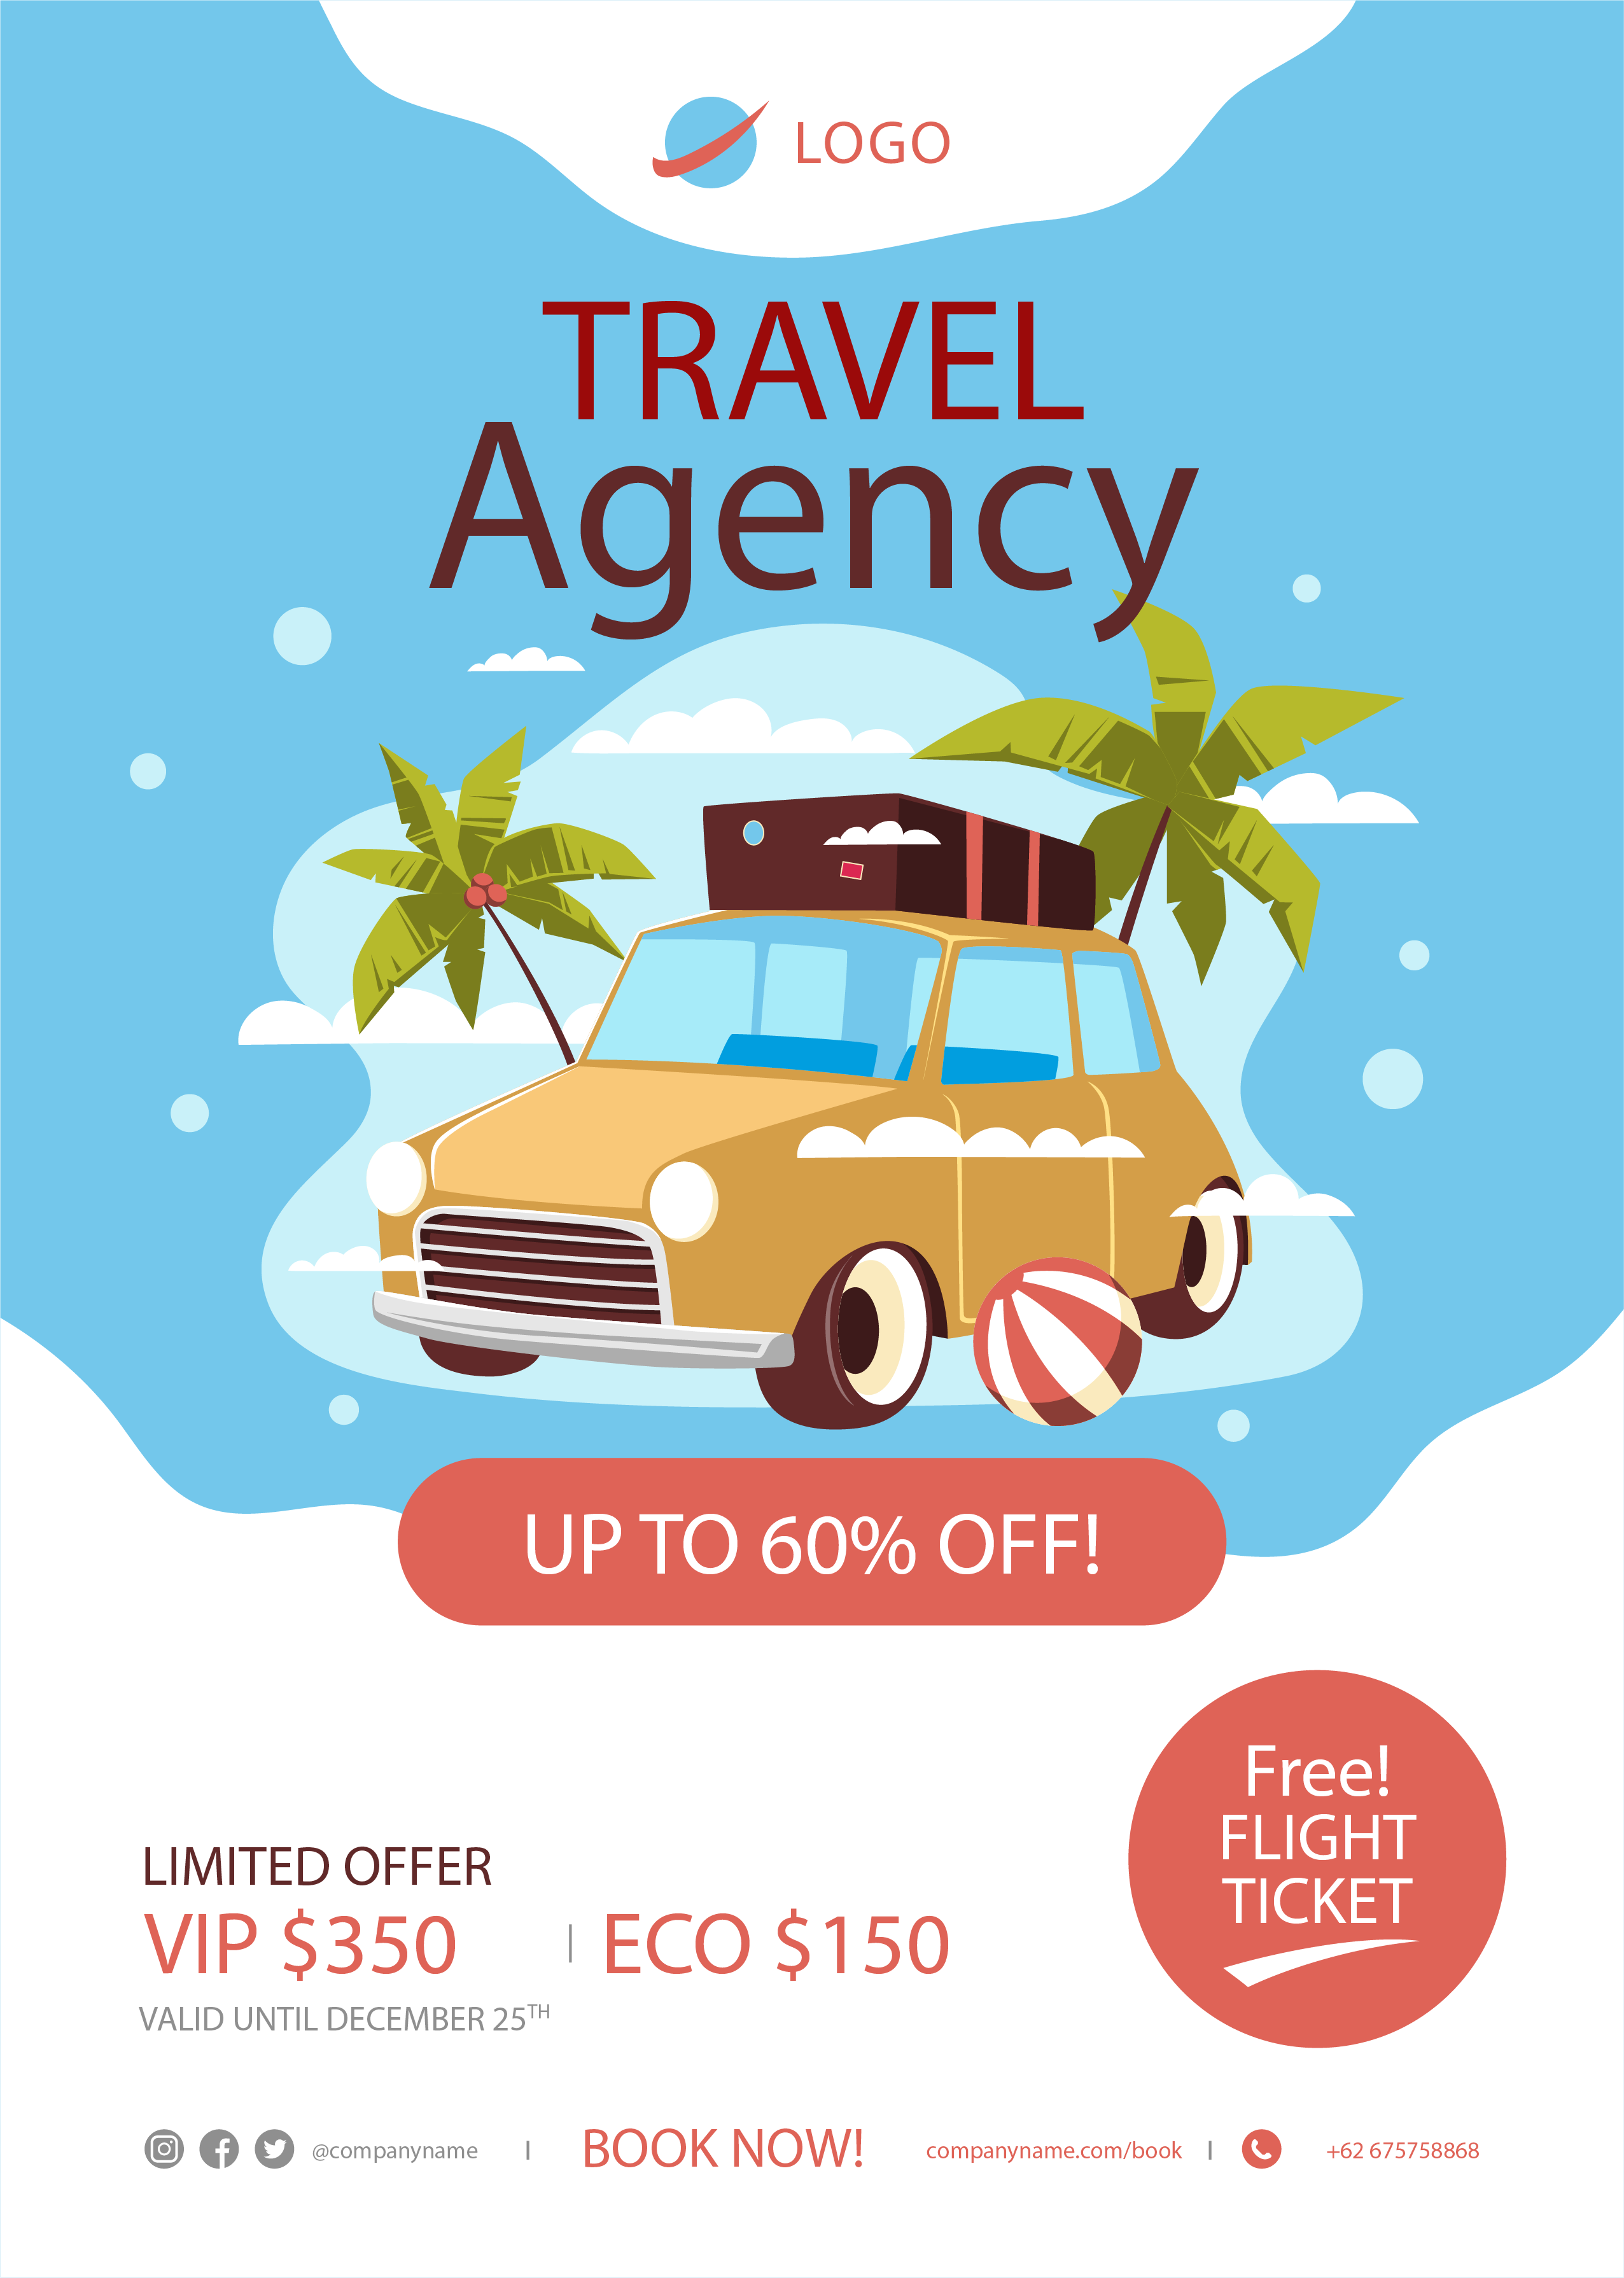 LOGO
TRAVEL
Agency
UP TO 60% OFF!
Free!
FLIGHT
TICKET
LIMITED OFFER
VIP $350 | ECO $150
VALID UNTIL DECEMBER 25TH
@companyname | BOOK NOW! companyname.com/book | +62 675758868